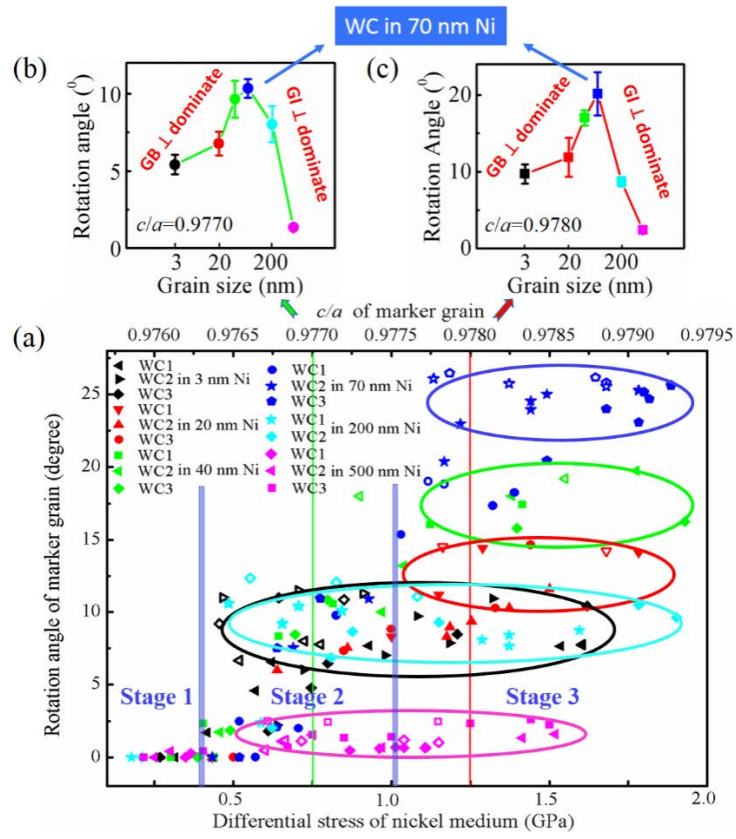 WC in 70 nm Ni
(b)
Rotation angle (°)
10
5
0
GB ⊥ dominate
GI ⊥ dominate
c/a=0.9770
3 20 200
Grain size (nm)
(c)
Rotation Angle (°)
20
10
0
GB ⊥ dominate
GI ⊥ dominate
c/a=0.9780
3 20 200
Grain size (nm)
c/a of marker grain
(a)
0.9760 0.9765 0.9770 0.9775 0.9780 0.9785 0.9790 0.9795
Rotation angle of marker grain (degree)
25
20
15
10
5
0
WC1
WC2 in 3 nm Ni
WC3
WC1
WC2 in 20 nm Ni
WC3
WC1
WC2 in 40 nm Ni
WC3
WC1
WC2 in 70 nm Ni
WC3
WC1
WC2 in 200 nm Ni
WC1
WC2 in 500 nm Ni
WC3
Stage 1
Stage 2
Stage 3
0.5 1.0 1.5 2.0
Differential stress of nickel medium (GPa)